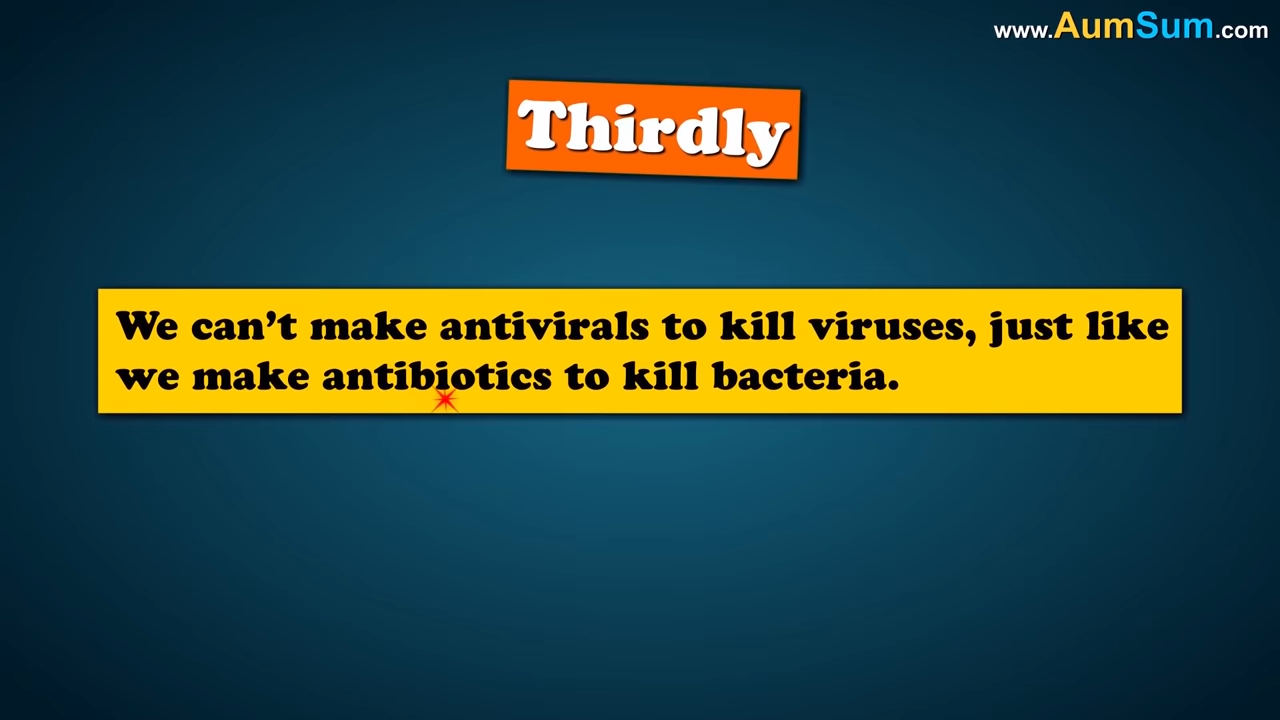 www.AumSum.com
Thirdly
We can’t make antivirals to kill viruses, just like
we make antibiotics to kill bacteria.